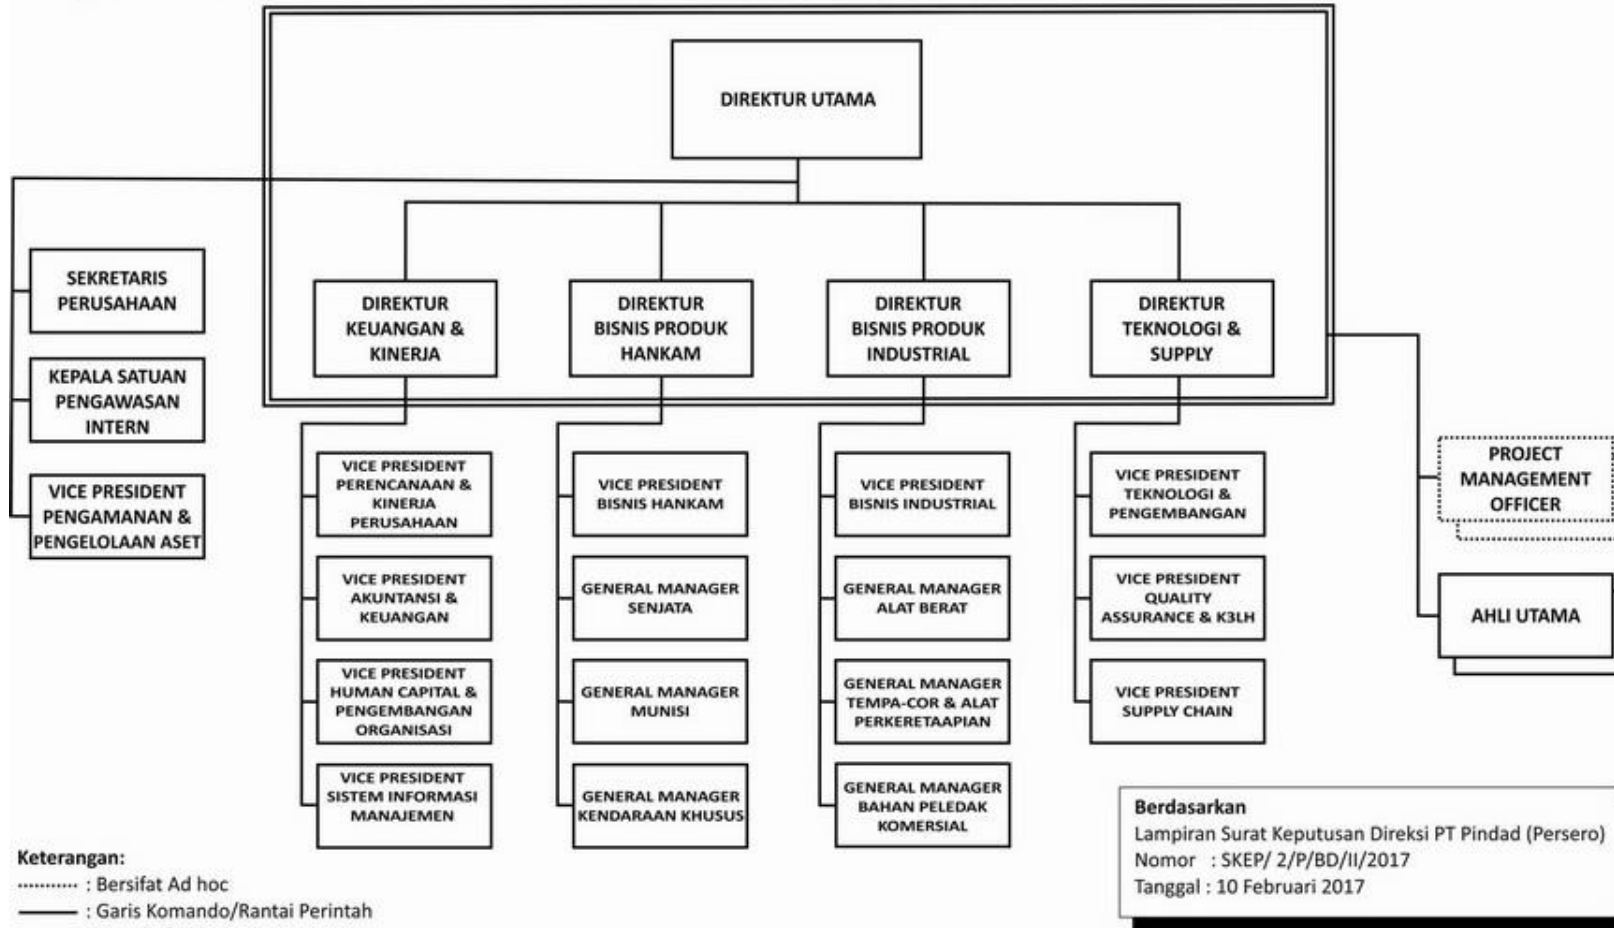 DIREKTUR UTAMA
SEKRETARIS
PERUSAHAAN
KEPALA SATUAN
PENGAWASAN
INTERN
VICE PRESIDENT
PENGAMANAN &
PENGELOLAAN ASET
DIREKTUR
KEUANGAN &
KINERJA
DIREKTUR
BISNIS PRODUK
HANKAM
DIREKTUR
BISNIS PRODUK
INDUSTRIAL
DIREKTUR
TEKNOLOGI &
SUPPLY
VICE PRESIDENT
PERENCANAAN &
KINERJA
PERUSAHAAN
VICE PRESIDENT
AKUNTANSI &
KEUANGAN
VICE PRESIDENT
HUMAN CAPITAL &
PENGEMBANGAN
ORGANISASI
VICE PRESIDENT
SISTEM INFORMASI
MANAJEMEN
VICE PRESIDENT
BISNIS HANKAM
GENERAL MANAGER
SENJATA
GENERAL MANAGER
MUNISI
GENERAL MANAGER
KENDARAAN KHUSUS
VICE PRESIDENT
BISNIS INDUSTRIAL
GENERAL MANAGER
ALAT BERAT
GENERAL MANAGER
TEMPA-COR & ALAT
PERKERETAAPIAN
GENERAL MANAGER
BAHAN PELEDAK
KOMERSIAL
VICE PRESIDENT
TEKNOLOGI &
PENGEMBANGAN
VICE PRESIDENT
QUALITY
ASSURANCE & K3LH
VICE PRESIDENT
SUPPLY CHAIN
PROJECT
MANAGEMENT
OFFICER
AHLI UTAMA
Keterangan:
............ : Bersifat Ad hoc
——— : Garis Komando/Rantai Perintah
Berdasarkan
Lampiran Surat Keputusan Direksi PT Pindad (Persero)
Nomor : SKEP/ 2/P/BD/II/2017
Tanggal : 10 Februari 2017